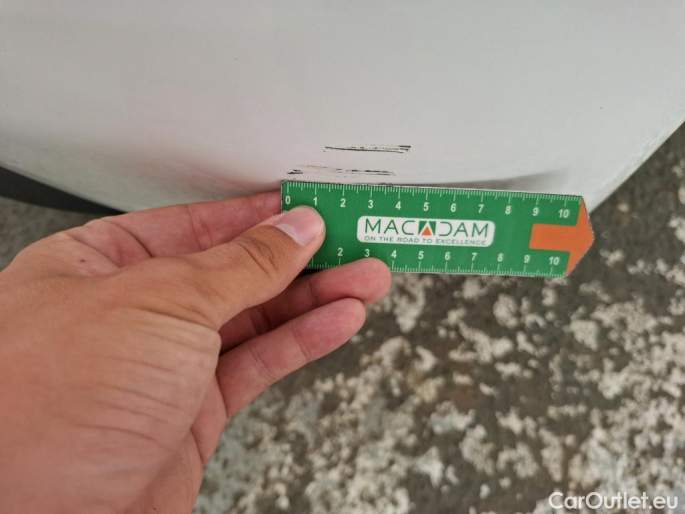 0 1 2 3 4 5 6 7 8 9 10
MACADAM
ON THE ROAD TO EXCELLENCE
2 3 4 5 6 7 8 9 10
CarOutlet.eu